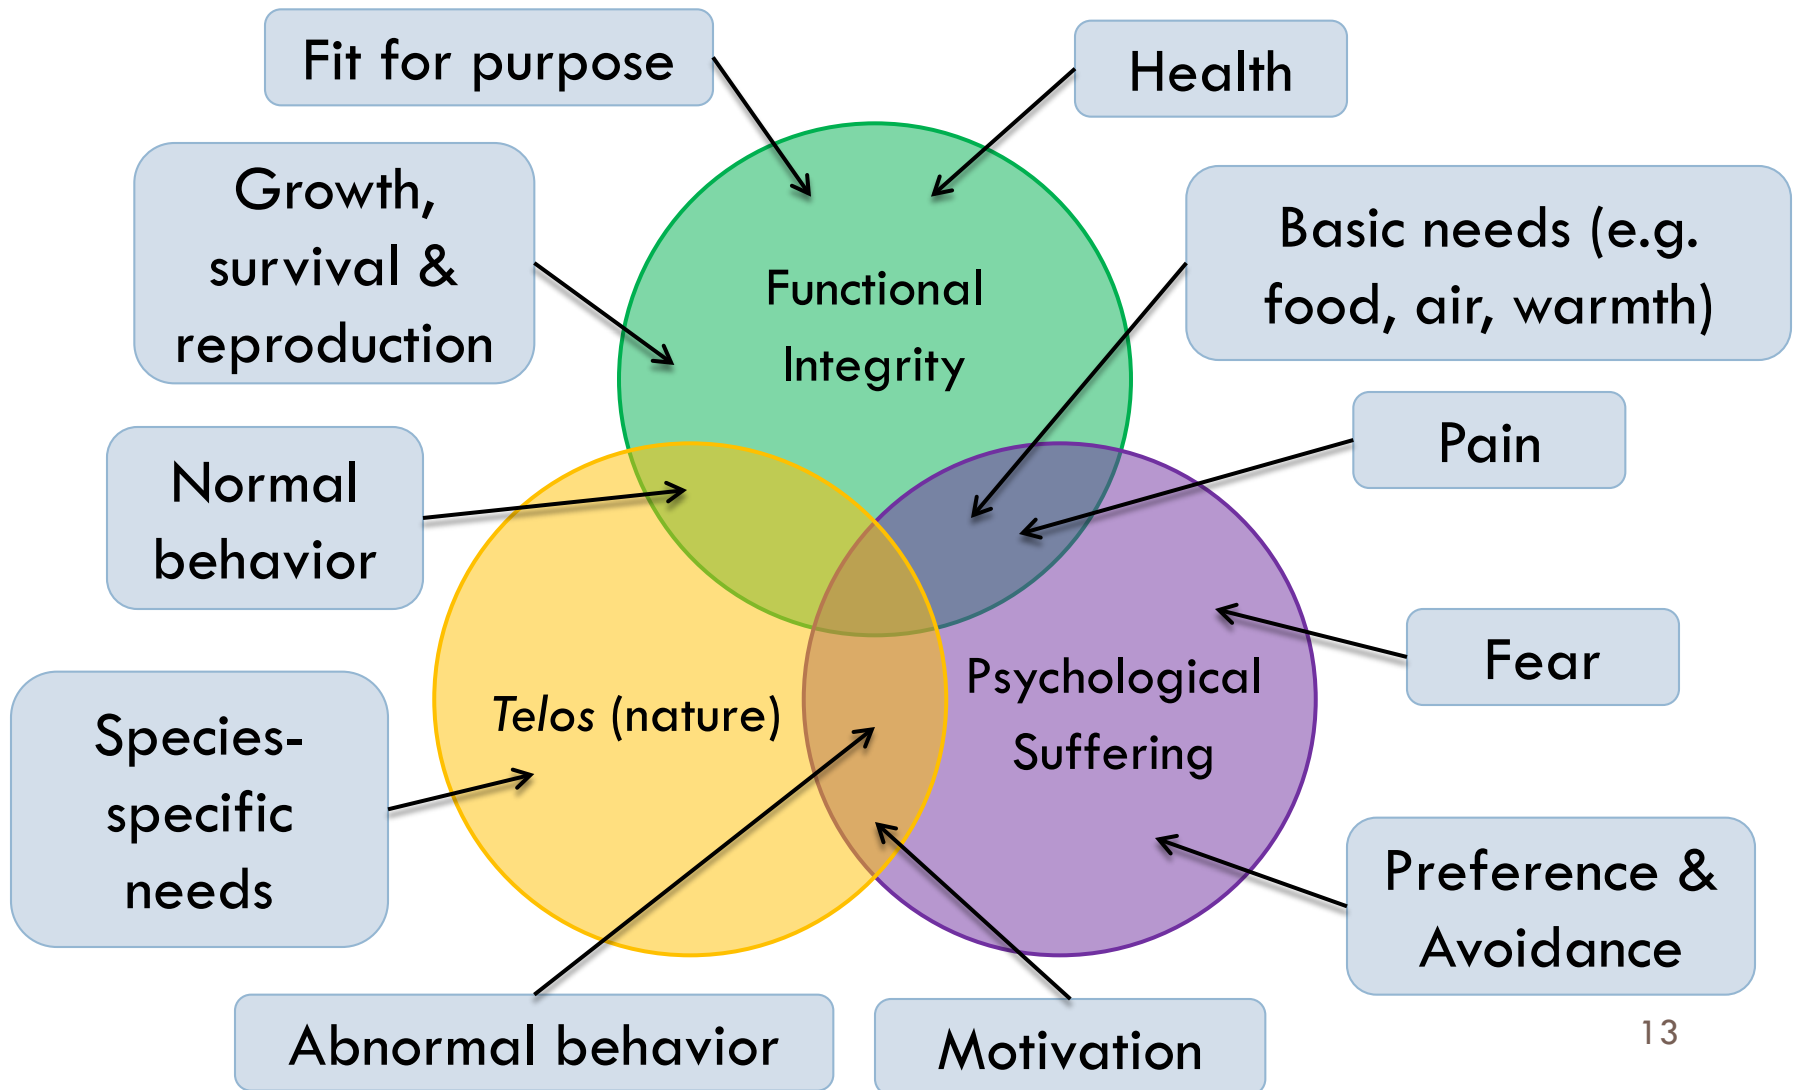 Fit for purpose
Health
Growth,
survival &
reproduction
Basic needs (e.g.
food, air, warmth)
Functional
Integrity
Pain
Normal
behavior
Fear
Psychological
Suffering
Telos (nature)
Species-
specific
needs
Preference &
Avoidance
Abnormal behavior
Motivation
13